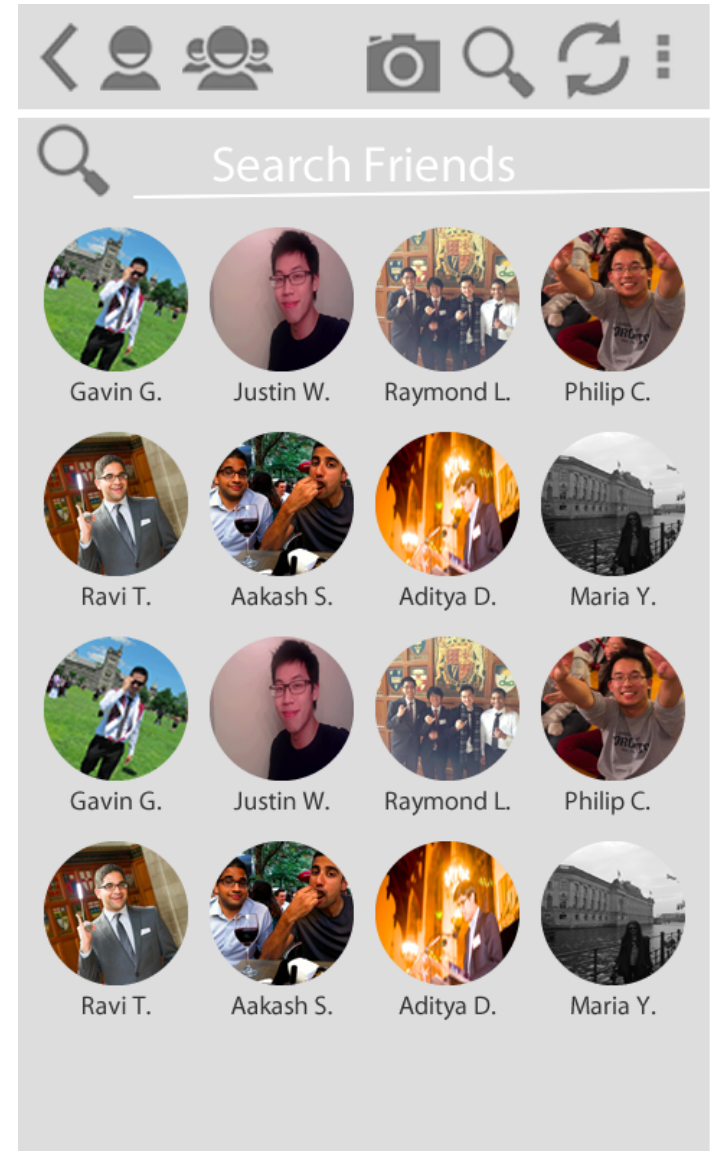 Search Friends
Gavin G. Justin W. Raymond L. Philip C.
Ravi T. Aakash S. Aditya D. Maria Y.
Gavin G. Justin W. Raymond L. Philip C.
Ravi T. Aakash S. Aditya D. Maria Y.